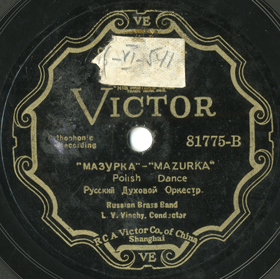 VE
VICTOR
Orthophonic
Recording
81775-B
"МАЗУРКА"-"MAZURKA"
Polish Dance
Русский Духовой Оркестр
Russian Brass Band
L. V. Vinchy, Conductor
R C A Victor Co. of China
Shanghai
VE